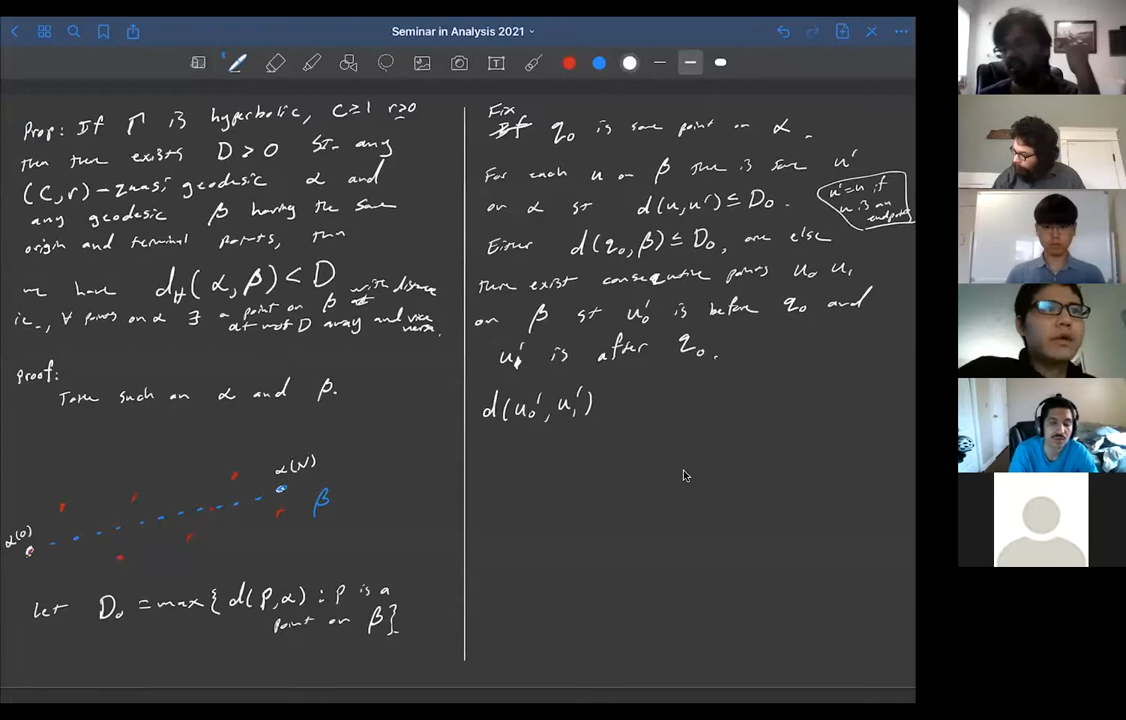 Seminar in Analysis 2021
Prop: If Γ is hyperbolic, C≥1 r≥0
then ther exists D>0 st. any
(C,r)-quasi geodesic α and
any geodesic β having the same
origin and terminal points, then
we have d_H(α,β) < D
ie., ∀ points on α ∃ a point on β with distance
at most D away and vice
versa.
Proof:
Take such an α and β.
α(N)
β
α(0)
Let D₀ = max{ d(p,α) : p is a
point on β}
Fix
If q₀ is some point on α.
For each u on β ther is some u'
on α st d(u,u') ≤ D₀.
u'=u if
u is an
endpoint
Either d(q₀,β) ≤ D₀, or else
there exist consequtive points u₀ u₁
on β st u₀' is before q₀ and
u₁' is after q₀.
d(u₀', u₁')